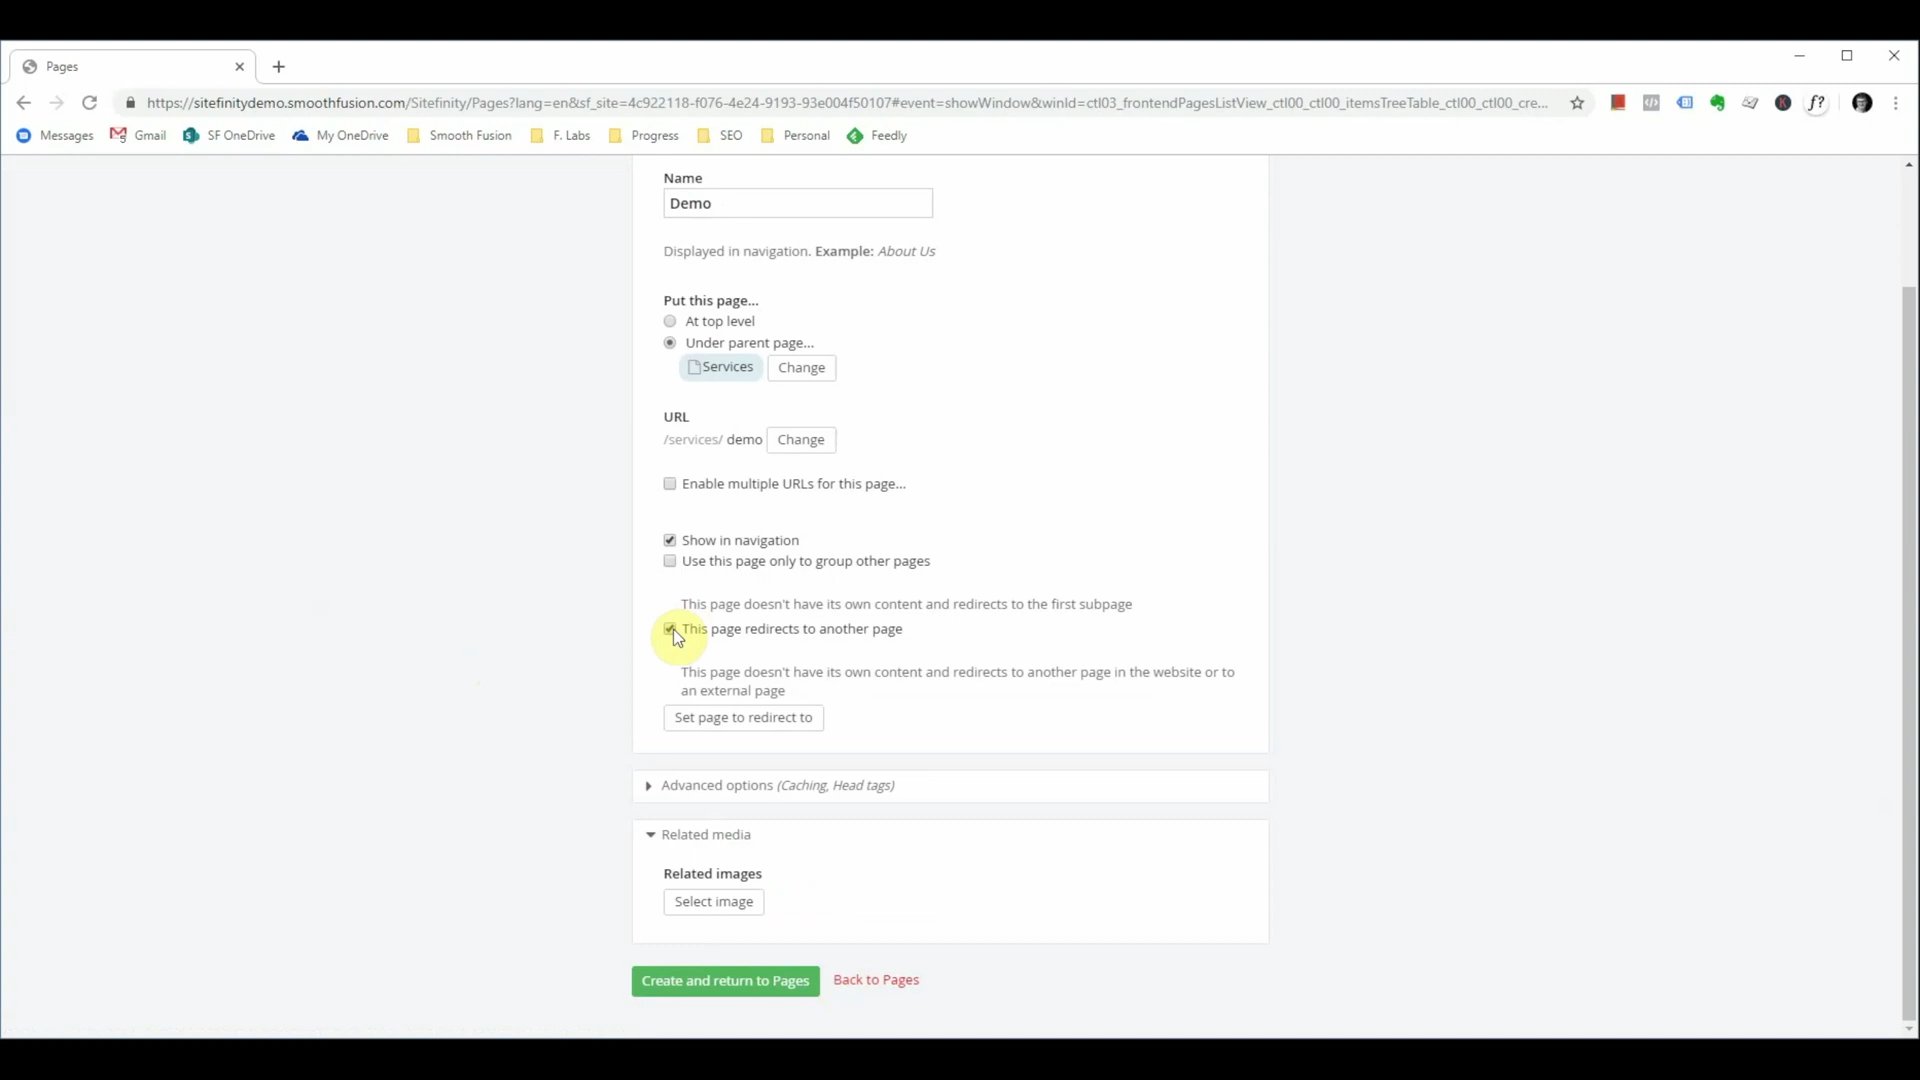 Pages
https://sitefinitydemo.smoothfusion.com/Sitefinity/Pages?lang=en&sf_site=4c922118-f076-4e24-9193-93e004f50107#event=showWindow&winId=ctl03_frontendPagesListView_ctl00_ctl00_itemsTreeTable_ctl00_ctl00_cre...
f?
Messages Gmail SF OneDrive My OneDrive Smooth Fusion F. Labs Progress SEO Personal Feedly
Name
Demo
Displayed in navigation. Example: About Us
Put this page...
At top level
Under parent page...
Services Change
URL
/services/ demo Change
Enable multiple URLs for this page...
Show in navigation
Use this page only to group other pages
This page doesn't have its own content and redirects to the first subpage
This page redirects to another page
This page doesn't have its own content and redirects to another page in the website or to
an external page
Set page to redirect to
Advanced options (Caching, Head tags)
Related media
Related images
Select image
Create and return to Pages Back to Pages